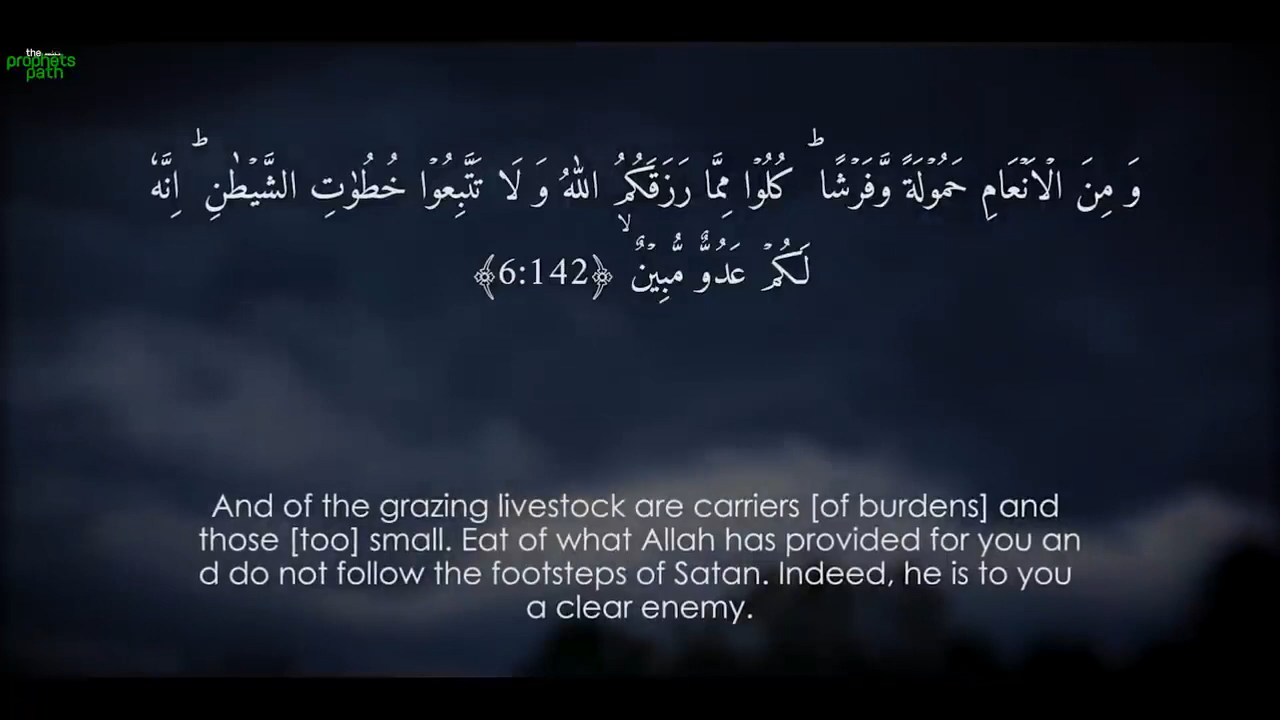 the
prophets
path
وَ مِنَ الۡاَنۡعَامِ حَمُوۡلَةً وَّفَرۡشًا ؕ كُلُوۡا مِمَّا رَزَقَكُمُ اللّٰهُ وَ لَا تَتَّبِعُوۡا خُطُوٰتِ الشَّيۡطٰنِ ؕ اِنَّهٗ
لَـكُمۡ عَدُوٌّ مُّبِيۡنٌ ۙ ﴿6:142﴾
And of the grazing livestock are carriers [of burdens] and
those [too] small. Eat of what Allah has provided for you an
d do not follow the footsteps of Satan. Indeed, he is to you
a clear enemy.